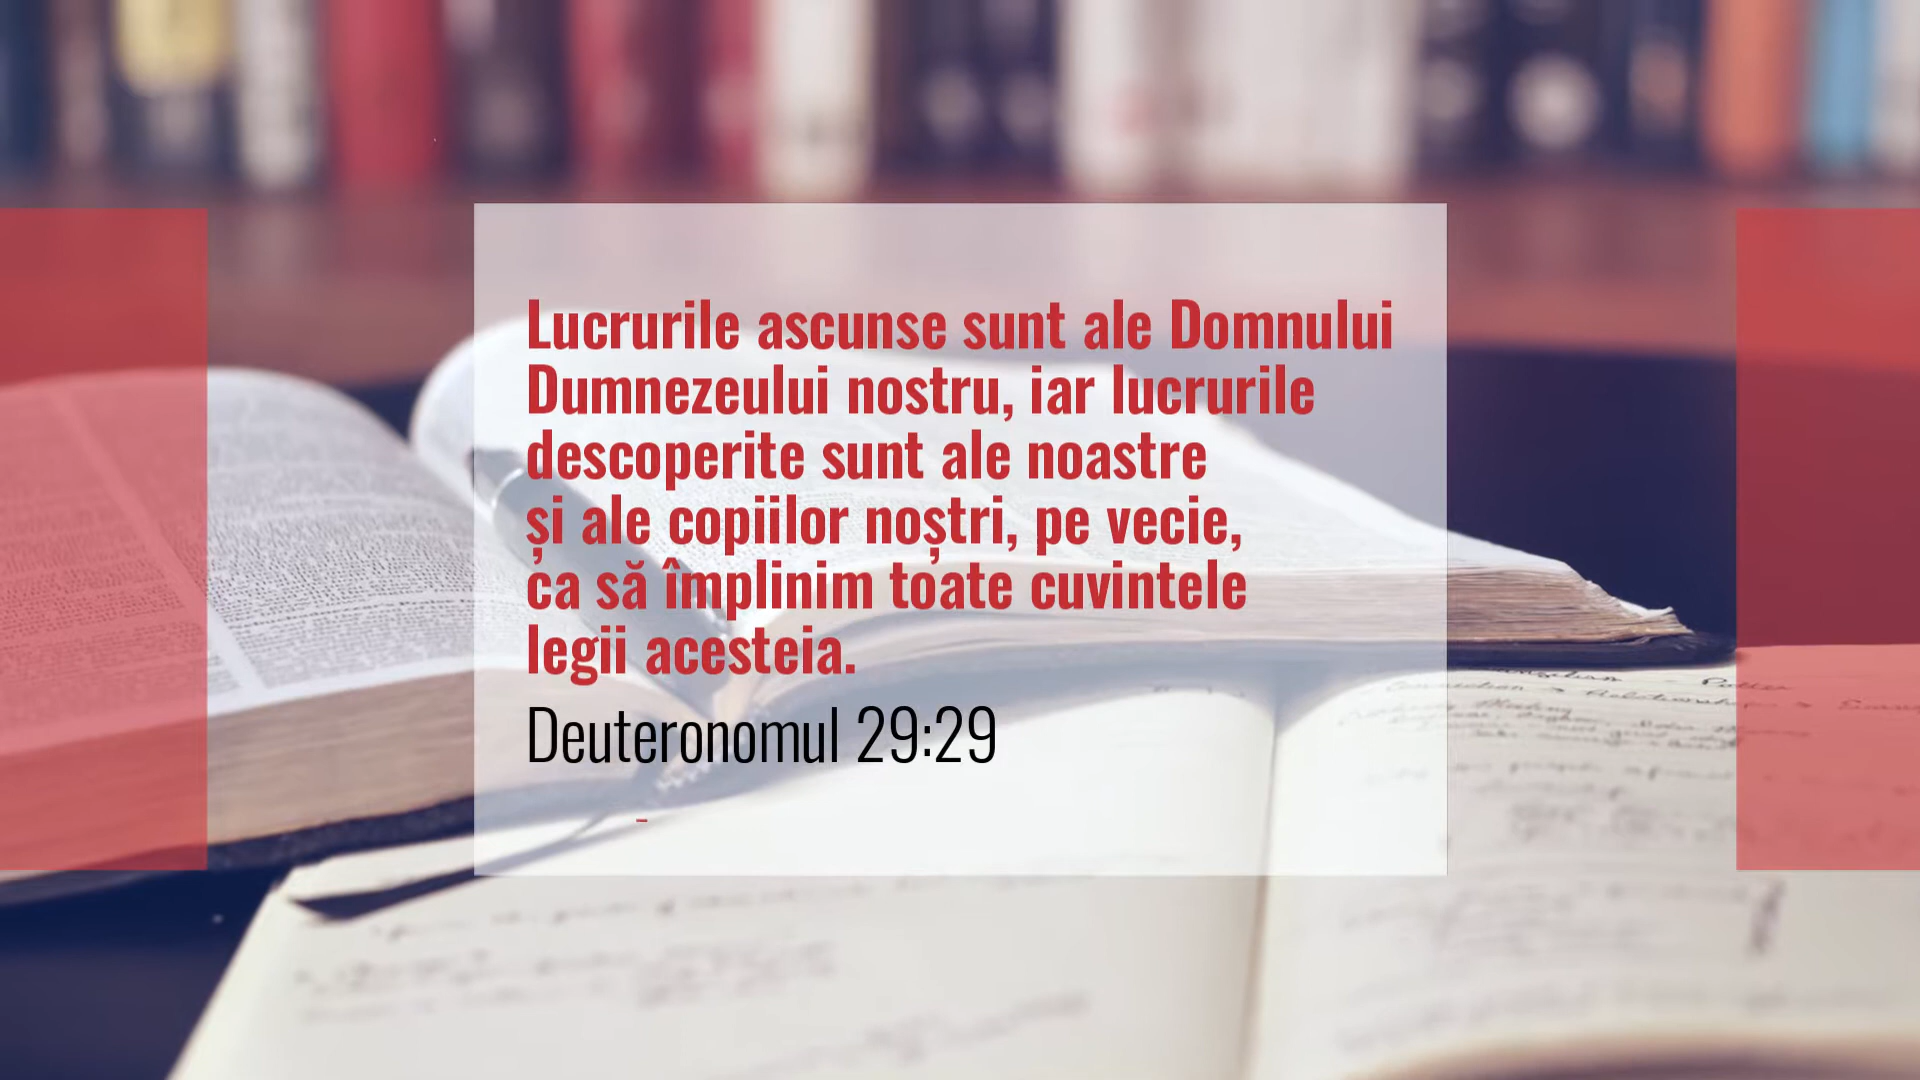 Lucrurile ascunse sunt ale Domnului
Dumnezeului nostru, iar lucrurile
descoperite sunt ale noastre
și ale copiilor noștri, pe vecie,
ca să împlinim toate cuvintele
legii acesteia.
Deuteronomul 29:29